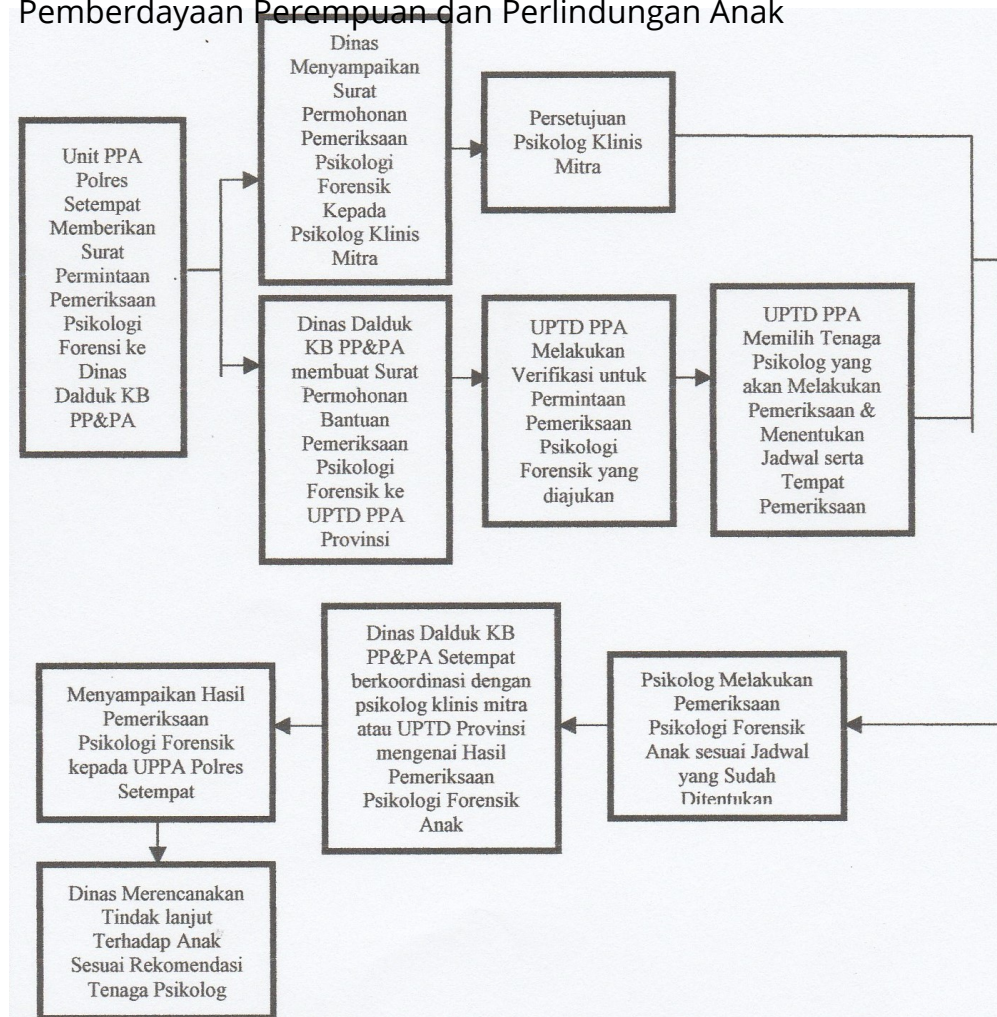 Pemberdayaan Perempuan dan Perlindungan Anak
Unit PPA
Polres
Setempat
Memberikan
Surat
Permintaan
Pemeriksaan
Psikologi
Forensi ke
Dinas
Dalduk KB
PP&PA
Dinas
Menyampaikan
Surat
Permohonan
Pemeriksaan
Psikologi
Forensik
Kepada
Psikolog Klinis
Mitra
Persetujuan
Psikolog Klinis
Mitra
Dinas Dalduk
KB PP&PA
membuat Surat
Permohonan
Bantuan
Pemeriksaan
Psikologi
Forensik ke
UPTD PPA
Provinsi
UPTD PPA
Melakukan
Verifikasi untuk
Permintaan
Pemeriksaan
Psikologi
Forensik yang
diajukan
UPTD PPA
Memilih Tenaga
Psikolog yang
akan Melakukan
Pemeriksaan &
Menentukan
Jadwal serta
Tempat
Pemeriksaan
Psikolog Melakukan
Pemeriksaan
Psikologi Forensik
Anak sesuai Jadwal
yang Sudah
Ditentukan
Dinas Dalduk KB
PP&PA Setempat
berkoordinasi dengan
psikolog klinis mitra
atau UPTD Provinsi
mengenai Hasil
Pemeriksaan
Psikologi Forensik
Anak
Menyampaikan Hasil
Pemeriksaan
Psikologi Forensik
kepada UPPA Polres
Setempat
Dinas Merencanakan
Tindak lanjut
Terhadap Anak
Sesuai Rekomendasi
Tenaga Psikolog